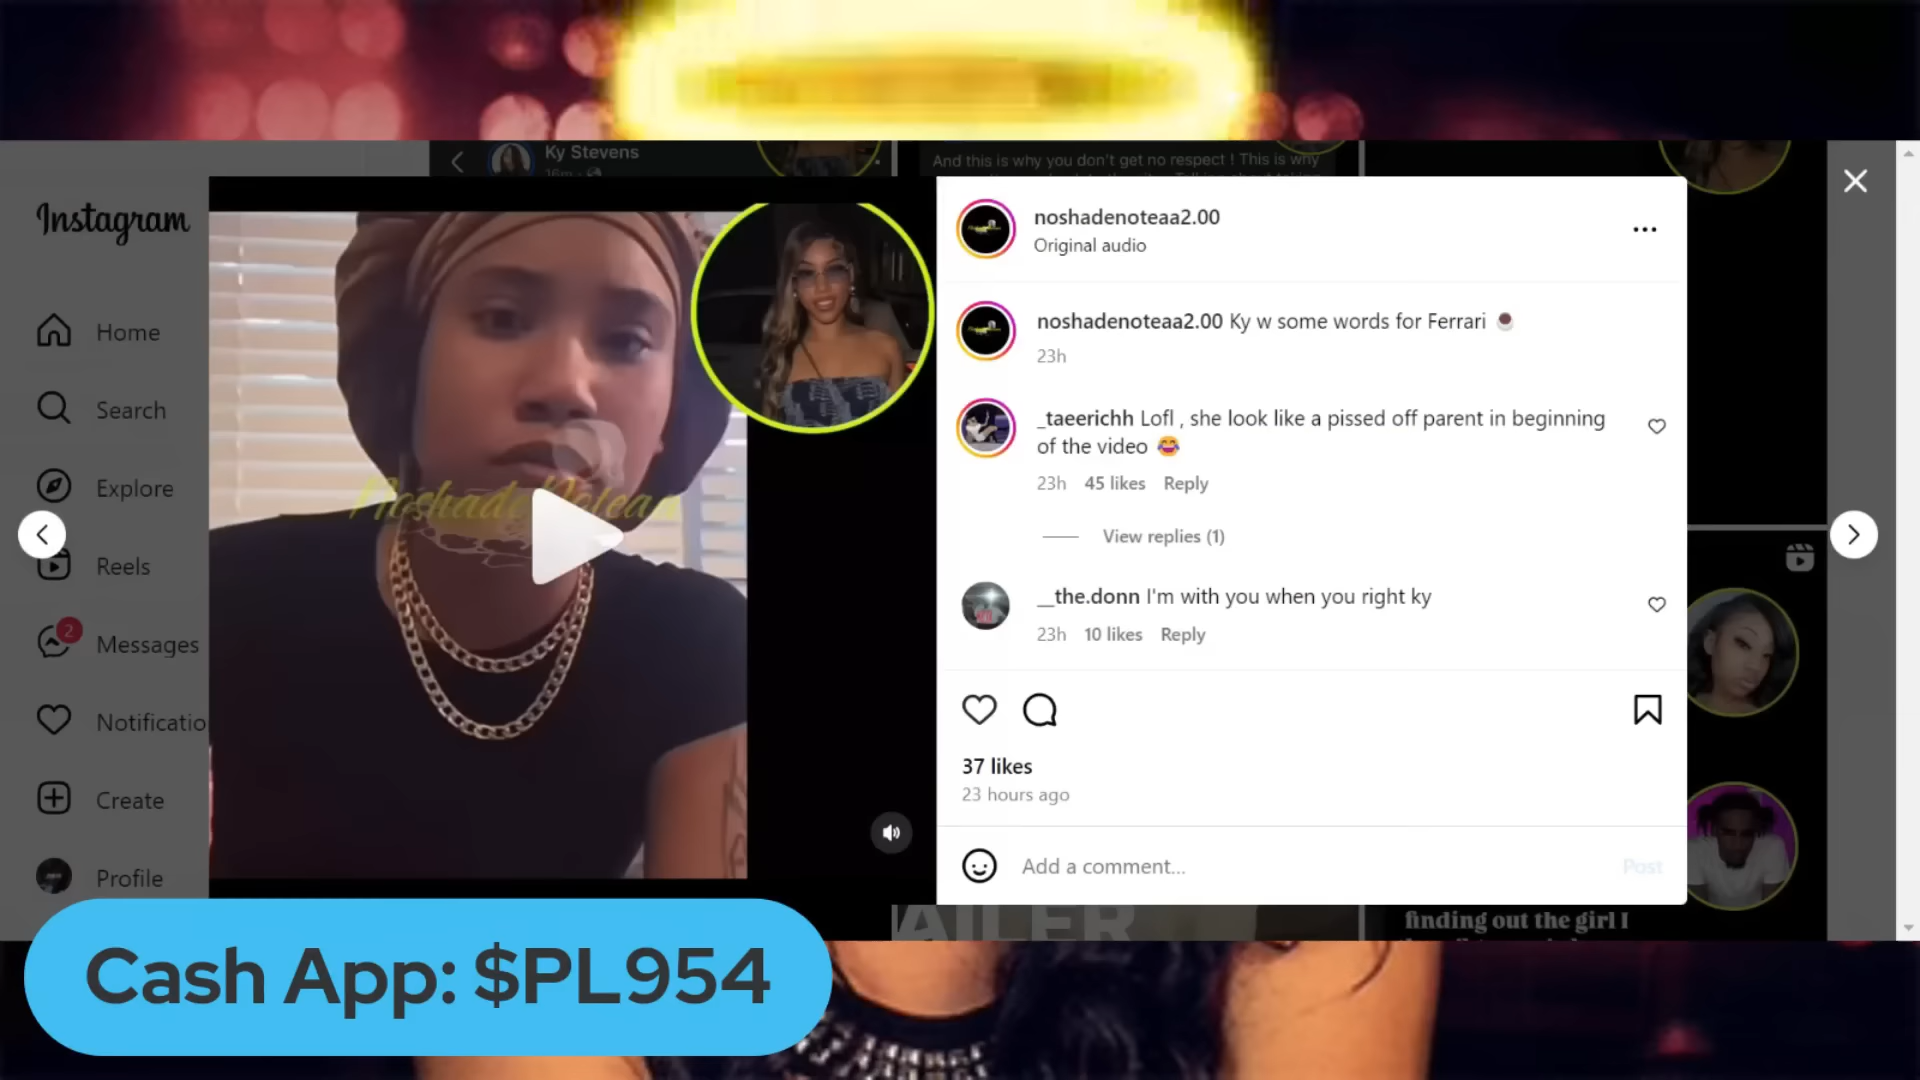 Ky Stevens
16m
And this is why you don't get no respect ! This is why
Instagram
Home
Search
Explore
Reels
2
Messages
Notificatio
Create
Profile
noshadenoteaa2.00
Original audio
noshadenoteaa2.00 Ky w some words for Ferrari
23h
_taeerichh Lofl , she look like a pissed off parent in beginning
of the video 😂
23h 45 likes Reply
View replies (1)
__the.donn I'm with you when you right ky
23h 10 likes Reply
37 likes
23 hours ago
Add a comment...
Post
NoshadeNoteaa
AILER
finding out the girl I
Cash App: $PL954